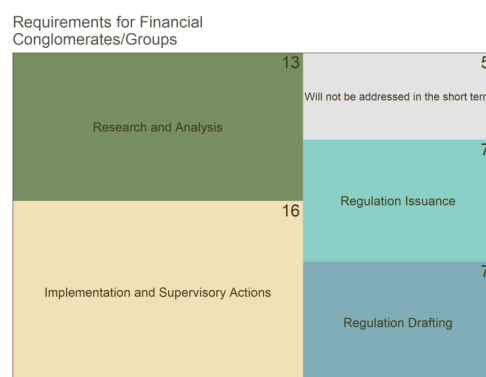 Requirements for Financial
Conglomerates/Groups
13
Research and Analysis
16
Implementation and Supervisory Actions
5
Will not be addressed in the short term
7
Regulation Issuance
7
Regulation Drafting